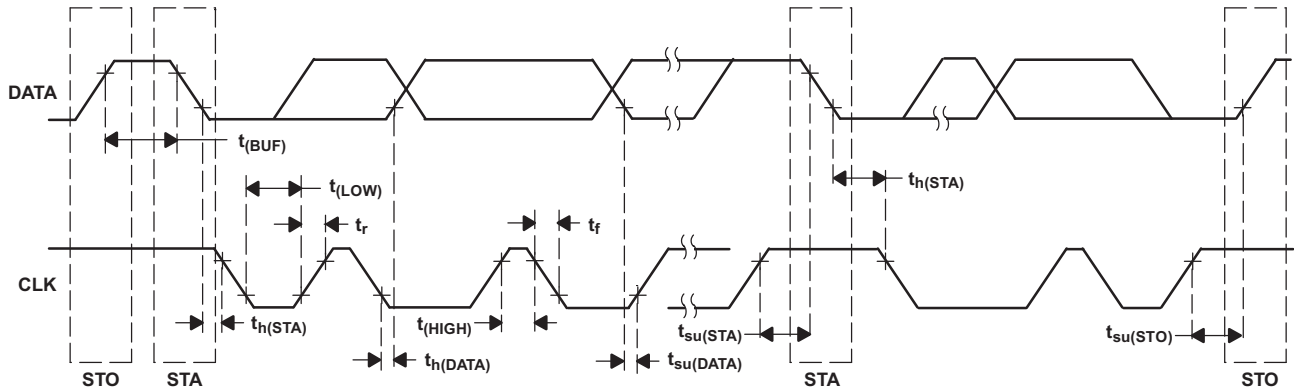 DATA
t(BUF)
t(LOW)
th(STA)
tr
tf
CLK
th(STA)
t(HIGH)
tsu(STA)
tsu(STO)
th(DATA)
tsu(DATA)
STO
STA
STA
STO